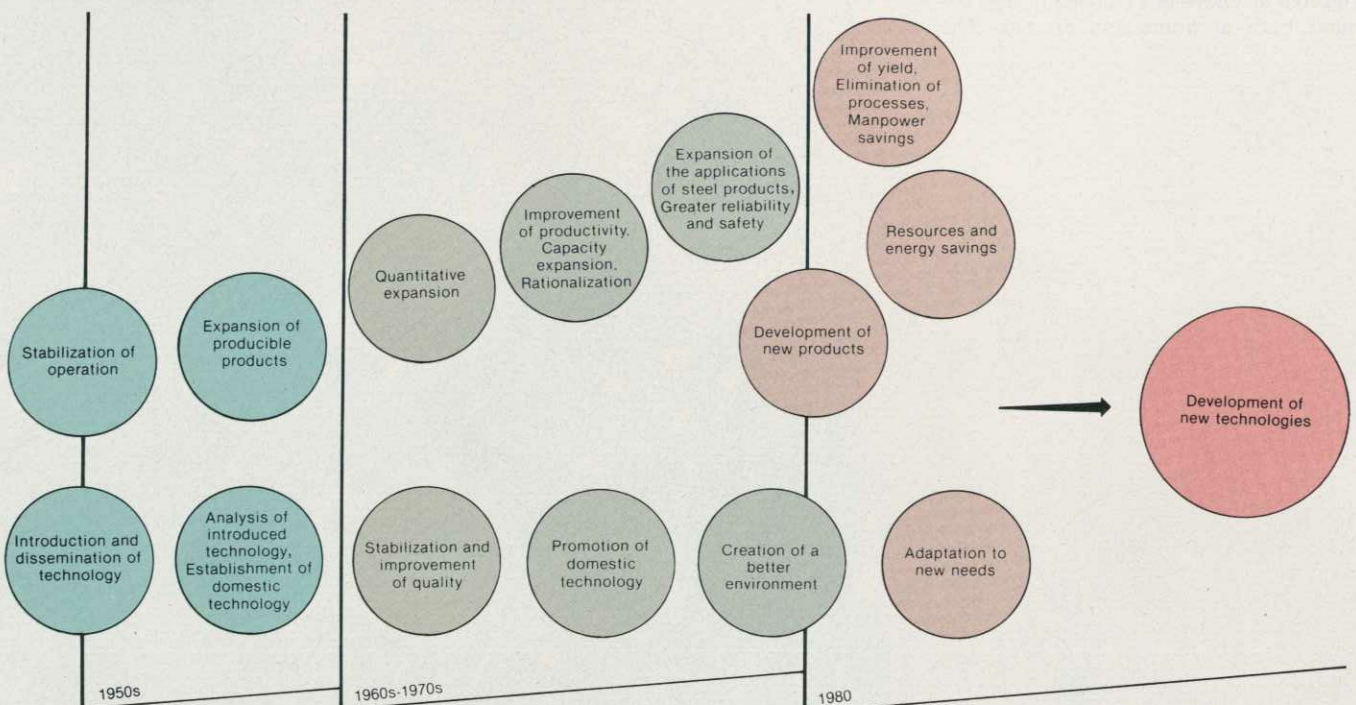 Stabilization of
operation
Introduction and
dissemination of
technology
Expansion of
producible
products
Analysis of
introduced
technology,
Establishment of
domestic
technology
Quantitative
expansion
Stabilization and
improvement
of quality
Improvement
of productivity.
Capacity
expansion,
Rationalization
Promotion of
domestic
technology
Expansion of
the applications
of steel products,
Greater reliability
and safety
Creation of a
better
environment
Development of
new products
Improvement
of yield,
Elimination of
processes,
Manpower
savings
Resources and
energy savings
Adaptation to
new needs
Development of
new technologies
1950s
1960s-1970s
1980